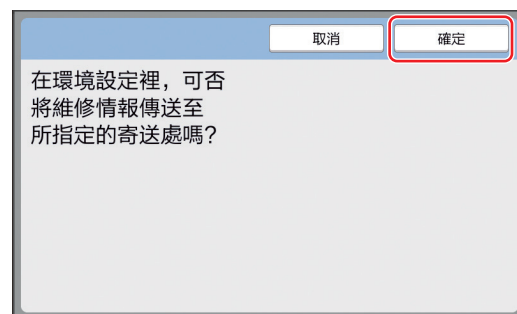 取消
確定
在環境設定裡，可否
將維修情報傳送至
所指定的寄送處嗎?